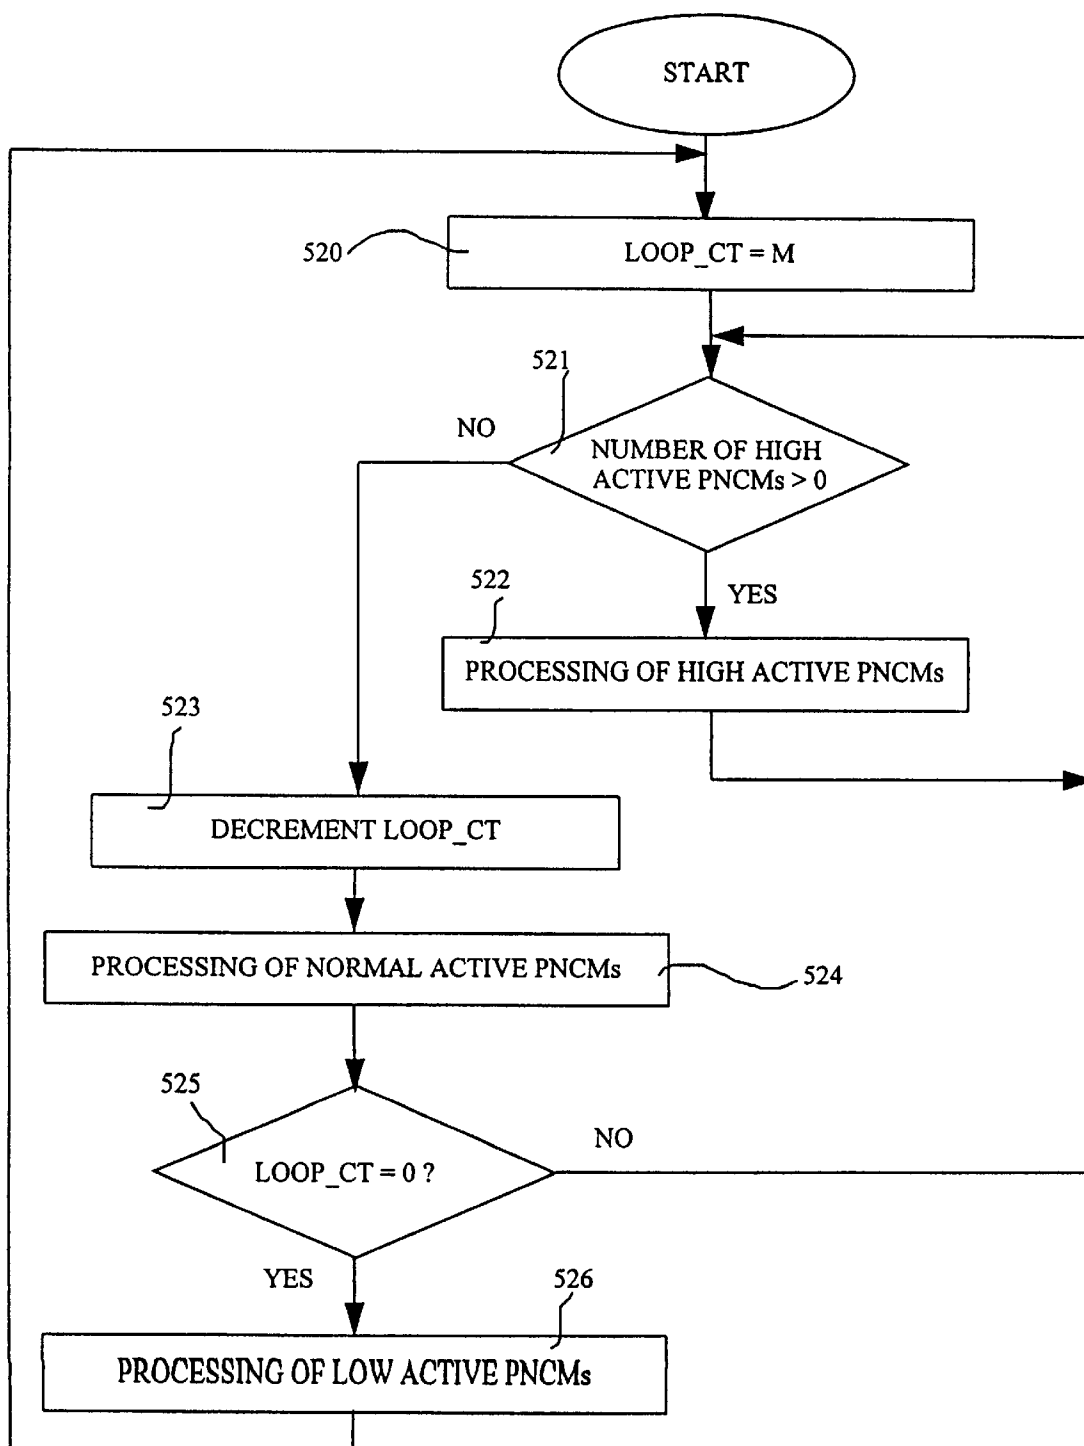 START
520
LOOP_CT = M
521
NO
NUMBER OF HIGH
ACTIVE PNCMs > 0
522
YES
PROCESSING OF HIGH ACTIVE PNCMs
523
DECREMENT LOOP_CT
PROCESSING OF NORMAL ACTIVE PNCMs
524
525
NO
LOOP_CT = 0 ?
YES
526
PROCESSING OF LOW ACTIVE PNCMs